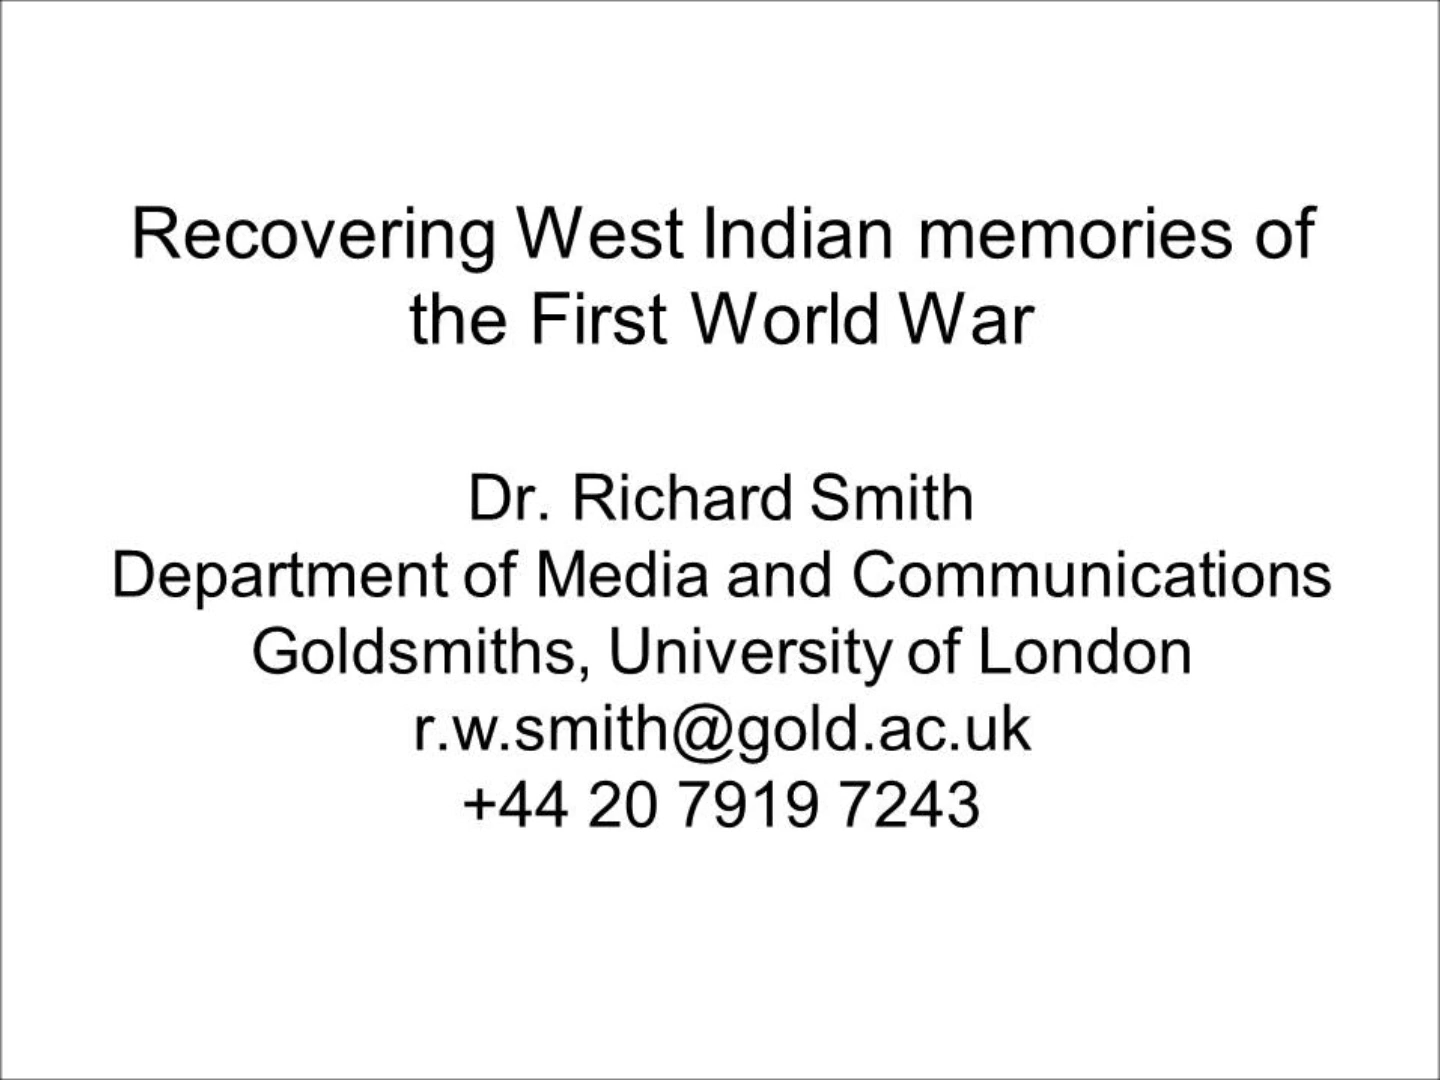 Recovering West Indian memories of
the First World War
Dr. Richard Smith
Department of Media and Communications
Goldsmiths, University of London
r.w.smith@gold.ac.uk
+44 20 7919 7243